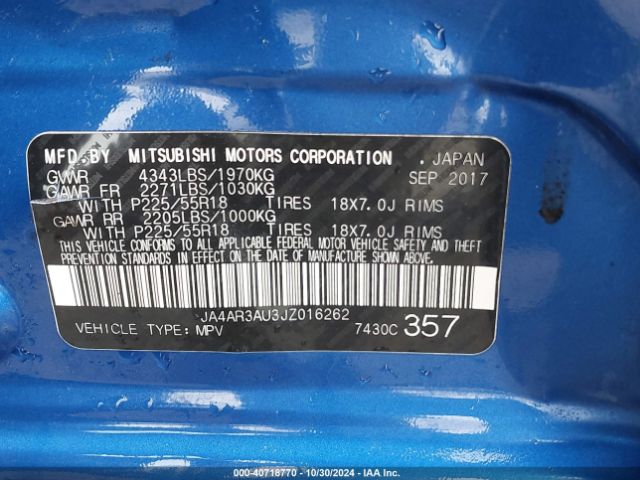 MFD.BY MITSUBISHI MOTORS CORPORATION . JAPAN
GVWR 4343LBS/1970KG SEP 2017
GAWR FR 2271LBS/1030KG
WITH P225/55R18 TIRES 18X7.0J RIMS
GAWR RR 2205LBS/1000KG
WITH P225/55R18 TIRES 18X7.0J RIMS
THIS VEHICLE CONFORMS TO ALL APPLICABLE FEDERAL MOTOR VEHICLE SAFETY AND THEFT
PREVENTION STANDARDS IN EFFECT ON THE DATE OF MANUFACTURE SHOWN ABOVE.
JA4AR3AU3JZ016262
VEHICLE TYPE: MPV 7430C 357
000-40718770 - 10/30/2024 - IAA Inc.